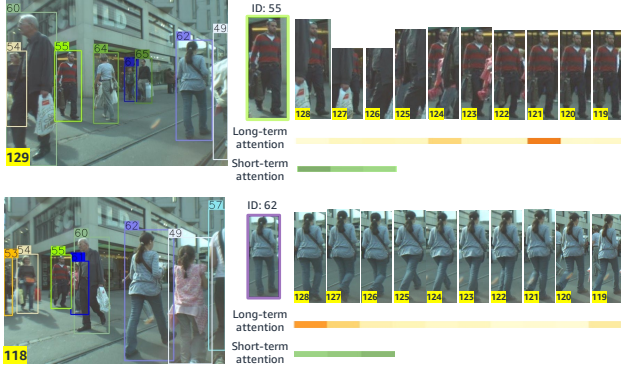 60
54
55
64
65
62
49
129
ID: 55
128 127 126 125 124 123 122 121 120 119
Long-term
attention
Short-term
attention
57
53
54
55
60
62
49
118
ID: 62
128 127 126 125 124 123 122 121 120 119
Long-term
attention
Short-term
attention